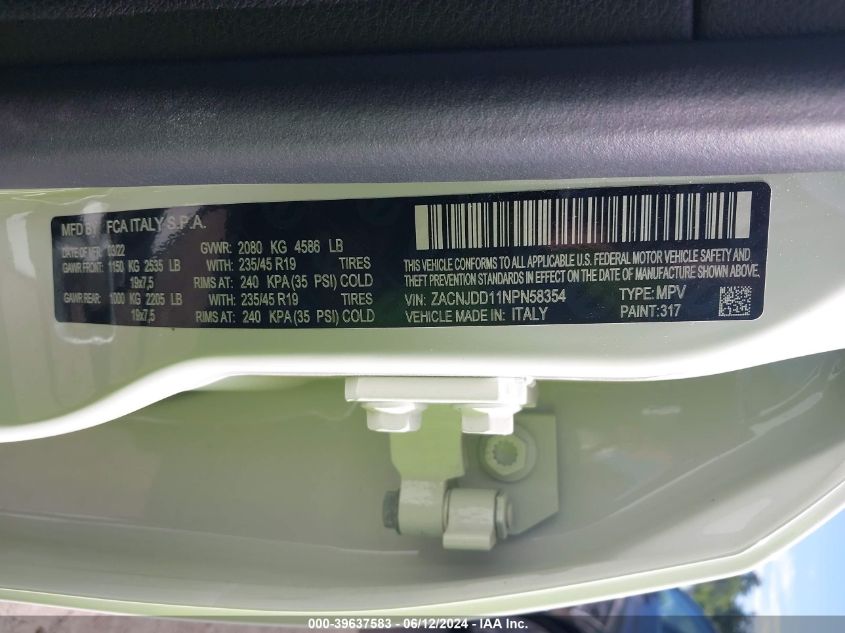 MFD BY FCA ITALY S.P.A.
DATE OF MFR 03/22 GVWR: 2080 KG 4586 LB
GAWR FRONT: 1150 KG 2535 LB WITH: 235/45 R19 TIRES
19x7,5 RIMS AT: 240 KPA (35 PSI) COLD
GAWR REAR: 1000 KG 2205 LB WITH: 235/45 R19 TIRES
19x7,5 RIMS AT: 240 KPA (35 PSI) COLD
THIS VEHICLE CONFORMS TO ALL APPLICABLE
U.S. FEDERAL MOTOR VEHICLE SAFETY AND
THEFT PREVENTION STANDARDS IN EFFECT ON THE DATE OF MANUFACTURE SHOWN ABOVE.
VIN: ZACNJDD11NPN58354 TYPE: MPV
VEHICLE MADE IN: ITALY PAINT:317
000-39637583 - 06/12/2024 - IAA Inc.